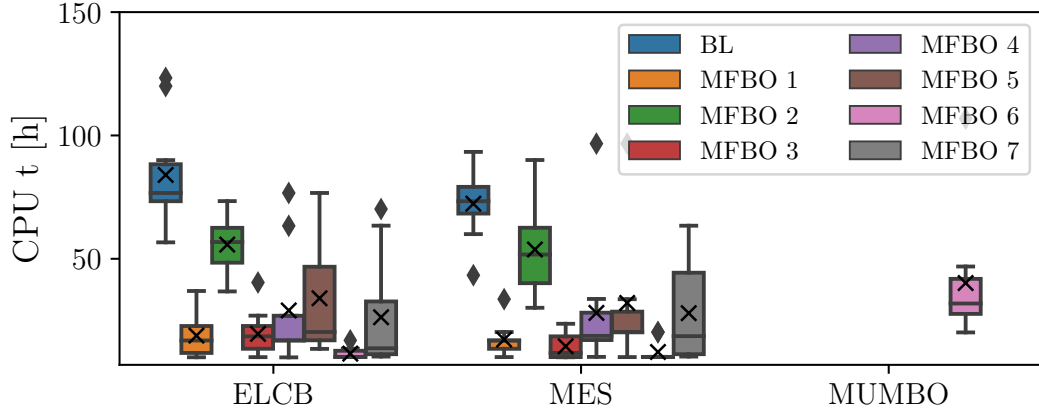 150
100
50
CPU t [h]
BL
MFBO 1
MFBO 2
MFBO 3
MFBO 4
MFBO 5
MFBO 6
MFBO 7
ELCB
MES
MUMBO